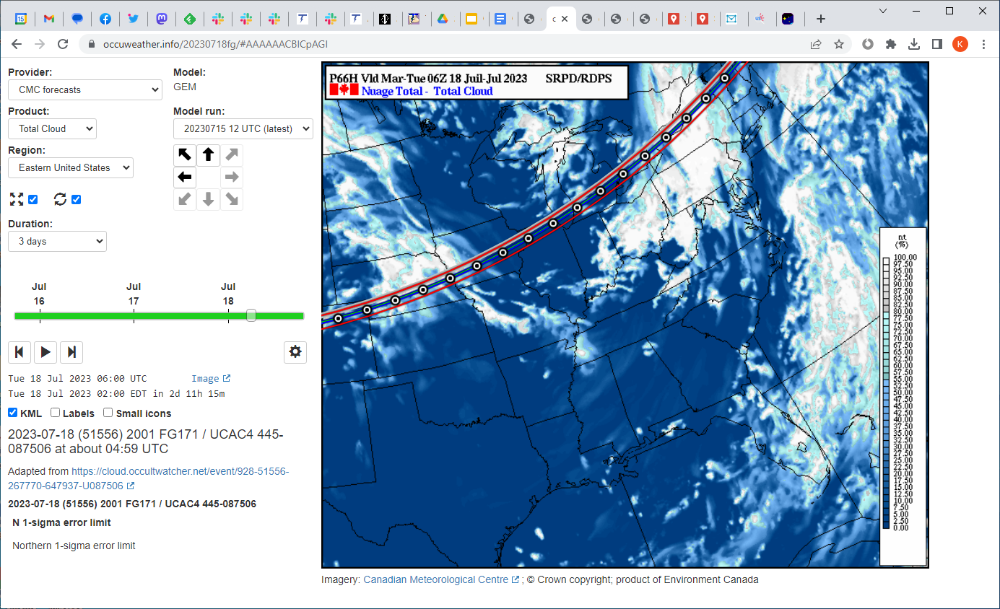 15
occuweather.info/20230718fg/#AAAAAACBICpAGI
K
Provider:
CMC forecasts
Model:
GEM
Product:
Total Cloud
Model run:
20230715 12 UTC (latest)
Region:
Eastern United States
Duration:
3 days
Jul Jul Jul
16 17 18
Tue 18 Jul 2023 06:00 UTC Image
Tue 18 Jul 2023 02:00 EDT in 2d 11h 15m
KML Labels Small icons
2023-07-18 (51556) 2001 FG171 / UCAC4 445-
087506 at about 04:59 UTC
Adapted from https://cloud.occultwatcher.net/event/928-51556-
267770-647937-U087506
2023-07-18 (51556) 2001 FG171 / UCAC4 445-087506
N 1-sigma error limit
Northern 1-sigma error limit
P66H Vld Mar-Tue 06Z 18 Juil-Jul 2023 SRPD/RDPS
Nuage Total - Total Cloud
nt
(%)
100.00
97.50
95.00
92.50
90.00
87.50
85.00
82.50
80.00
77.50
75.00
72.50
70.00
67.50
65.00
62.50
60.00
57.50
55.00
52.50
50.00
47.50
45.00
42.50
40.00
37.50
35.00
32.50
30.00
27.50
25.00
22.50
20.00
17.50
15.00
12.50
10.00
7.50
5.00
2.50
0.00
Imagery: Canadian Meteorological Centre ; © Crown copyright; product of Environment Canada